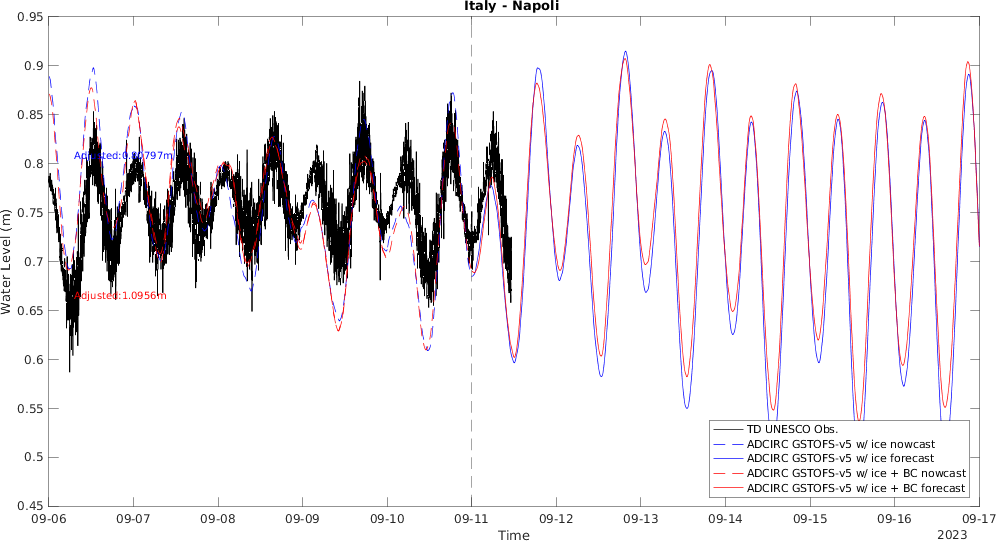 Italy - Napoli
0.95
0.9
0.85
0.8
0.75
0.7
0.65
0.6
0.55
0.5
0.45
Water Level (m)
Adjusted:1.0956m
TD UNESCO Obs.
ADCIRC GSTOFS-v5 w/ ice nowcast
ADCIRC GSTOFS-v5 w/ ice forecast
ADCIRC GSTOFS-v5 w/ ice + BC nowcast
ADCIRC GSTOFS-v5 w/ ice + BC forecast
09-06 09-07 09-08 09-09 09-10 09-11 09-12 09-13 09-14 09-15 09-16 09-17
Time
2023